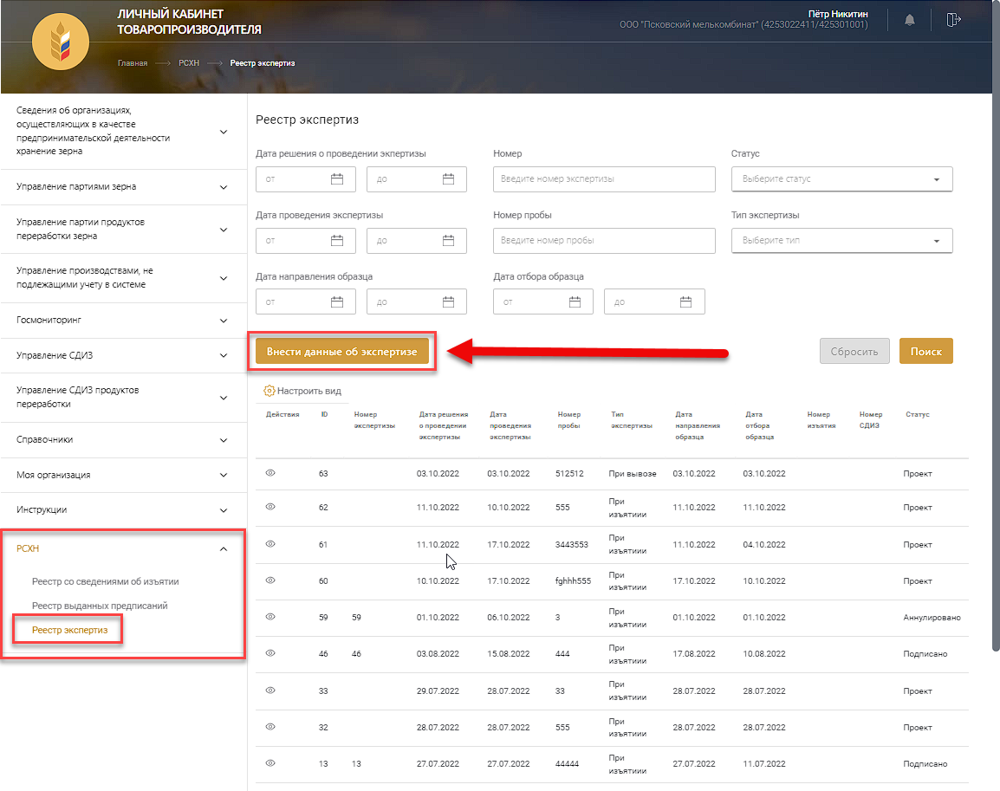 ЛИЧНЫЙ КАБИНЕТ
ТОВАРОПРОИЗВОДИТЕЛЯ
Пётр Никитин
ООО "Псковский мелькомбинат" (4253022411/425301001)
Главная
РСХН
Реестр экспертиз
Сведения об организациях,
осуществляющих в качестве
предпринимательской деятельности
хранение зерна
Управление партиями зерна
Управление партии продуктов
переработки зерна
Управление производствами, не
подлежащими учету в системе
Госмониторинг
Управление СДИЗ
Управление СДИЗ продуктов
переработки
Справочники
Моя организация
Инструкции
РСХН
Реестр со сведениями об изъятии
Реестр выданных предписаний
Реестр экспертиз
Реестр экспертиз
Дата решения о проведении экпертизы
Номер
Статус
от
до
Введите номер экспертизы
Выберите статус
Дата проведения экспертизы
Номер пробы
Тип экспертизы
от
до
Введите номер пробы
Выберите тип
Дата направления образца
Дата отбора образца
от
до
от
до
Внести данные об экспертизе
Сбросить
Поиск
Настроить вид
Действия
ID
Номер
экспертизы
Дата решения
о проведении
экспертизы
Дата
проведения
экспертизы
Номер
пробы
Тип
экспертизы
Дата
направления
образца
Дата
отбора
образца
Номер
изъятия
Номер
СДИЗ
Статус
63 03.10.2022 03.10.2022 512512 При вывозе 03.10.2022 03.10.2022 Проект
62 11.10.2022 10.10.2022 555 При 11.10.2022 11.10.2022 Проект
изъятиии
61 11.10.2022 17.10.2022 3443553 При 11.10.2022 04.10.2022 Проект
изъятиии
60 10.10.2022 17.10.2022 fghhh555 При 17.10.2022 10.10.2022 Проект
изъятиии
59 59 01.10.2022 06.10.2022 3 При 01.10.2022 01.10.2022 Аннулировано
изъятиии
46 46 03.08.2022 15.08.2022 444 При 17.08.2022 10.08.2022 Подписано
изъятиии
33 29.07.2022 28.07.2022 33 При 28.07.2022 28.07.2022 Проект
изъятиии
32 28.07.2022 28.07.2022 555 При 28.07.2022 28.07.2022 Проект
изъятиии
13 13 27.07.2022 27.07.2022 44444 При 27.07.2022 11.07.2022 Подписано
изъятиии